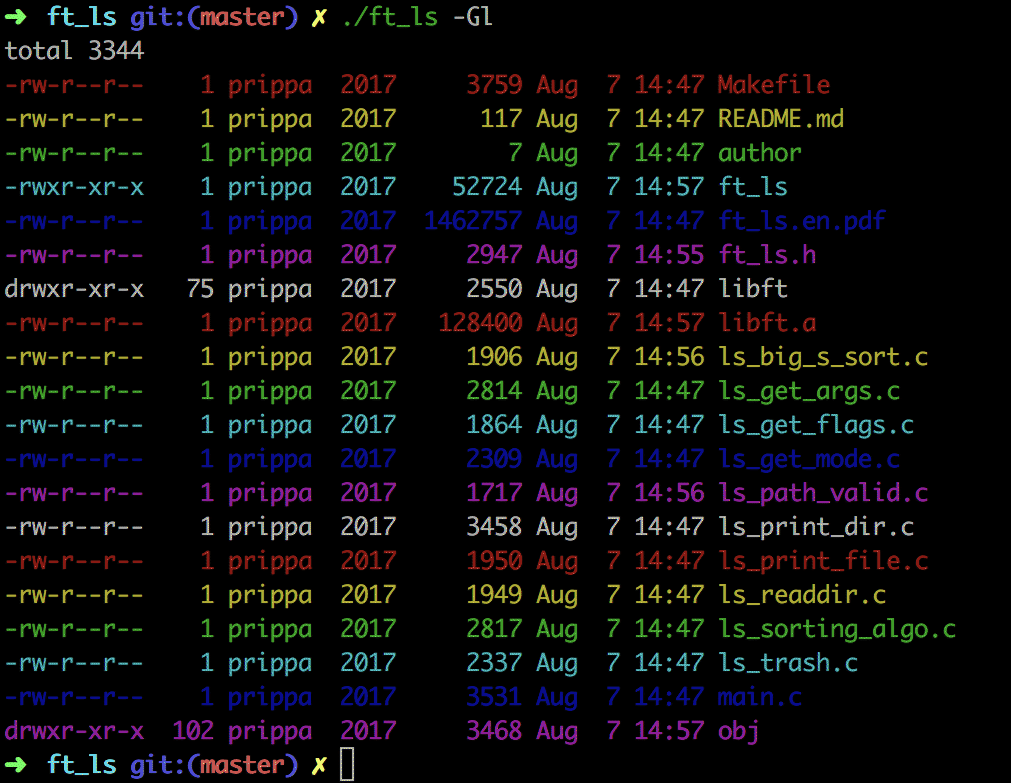 ➜  ft_ls git:(master) ✗ ./ft_ls -Gl
total 3344
-rw-r--r--    1 prippa  2017     3759 Aug  7 14:47 Makefile
-rw-r--r--    1 prippa  2017      117 Aug  7 14:47 README.md
-rw-r--r--    1 prippa  2017        7 Aug  7 14:47 author
-rwxr-xr-x    1 prippa  2017    52724 Aug  7 14:57 ft_ls
-rw-r--r--    1 prippa  2017  1462757 Aug  7 14:47 ft_ls.en.pdf
-rw-r--r--    1 prippa  2017     2947 Aug  7 14:55 ft_ls.h
drwxr-xr-x   75 prippa  2017     2550 Aug  7 14:47 libft
-rw-r--r--    1 prippa  2017   128400 Aug  7 14:57 libft.a
-rw-r--r--    1 prippa  2017     1906 Aug  7 14:56 ls_big_s_sort.c
-rw-r--r--    1 prippa  2017     2814 Aug  7 14:47 ls_get_args.c
-rw-r--r--    1 prippa  2017     1864 Aug  7 14:47 ls_get_flags.c
-rw-r--r--    1 prippa  2017     2309 Aug  7 14:47 ls_get_mode.c
-rw-r--r--    1 prippa  2017     1717 Aug  7 14:56 ls_path_valid.c
-rw-r--r--    1 prippa  2017     3458 Aug  7 14:47 ls_print_dir.c
-rw-r--r--    1 prippa  2017     1950 Aug  7 14:47 ls_print_file.c
-rw-r--r--    1 prippa  2017     1949 Aug  7 14:47 ls_readdir.c
-rw-r--r--    1 prippa  2017     2817 Aug  7 14:47 ls_sorting_algo.c
-rw-r--r--    1 prippa  2017     2337 Aug  7 14:47 ls_trash.c
-rw-r--r--    1 prippa  2017     3531 Aug  7 14:47 main.c
drwxr-xr-x  102 prippa  2017     3468 Aug  7 14:57 obj
➜  ft_ls git:(master) ✗